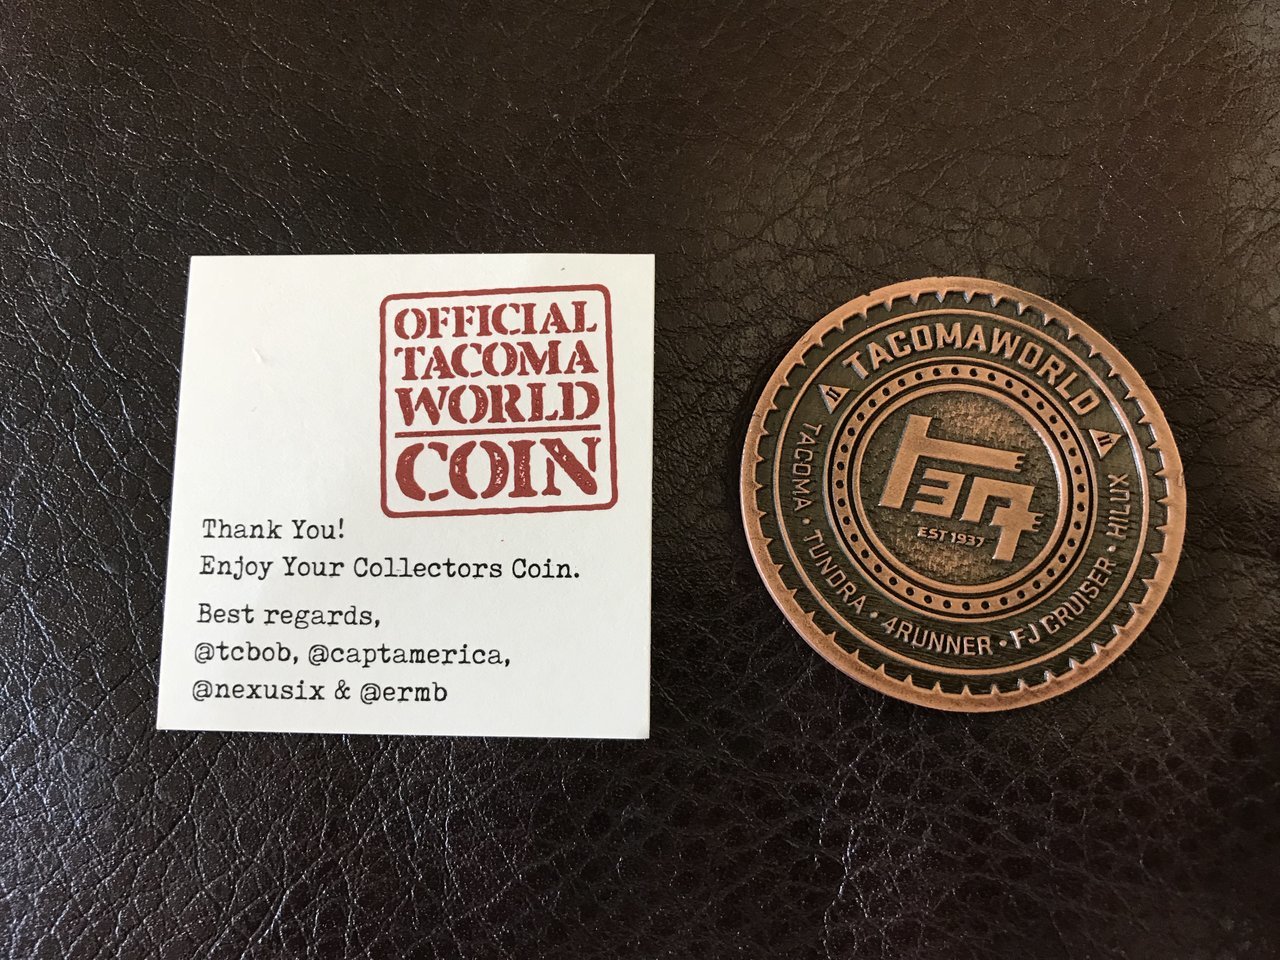 OFFICIAL
TACOMA
WORLD
COIN
Thank You!
Enjoy Your Collectors Coin.
Best regards,
@tcbob, @captamerica,
@nexusix & @ermb
TACOMAWORLD
TEQ
EST 1937
TACOMA • TUNDRA • 4RUNNER • FJ CRUISER • HILUX